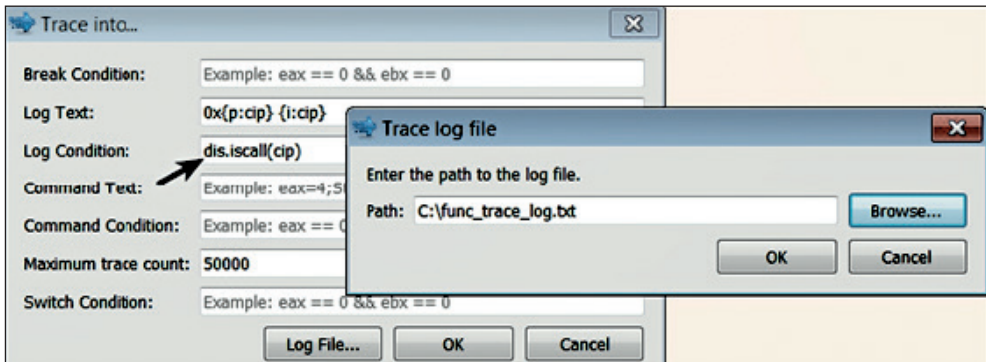 Trace into...
Break Condition: Example: eax == 0 && ebx == 0
Log Text: 0x{p:cip} {i:cip}
Log Condition: dis.iscall(cip)
Command Text: Example: eax=4;
Command Condition: Example: eax ==
Maximum trace count: 50000
Switch Condition: Example: eax == 0 && ebx == 0
Log File... OK Cancel
Trace log file
Enter the path to the log file.
Path: C:\func_trace_log.txt Browse...
OK Cancel